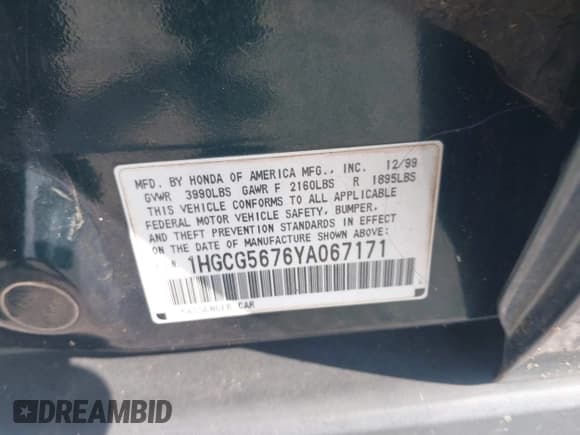 MFD. BY HONDA OF AMERICA MFG., INC. 12/99
GVWR 3990LBS GAWR F 2160LBS R 1895LBS
THIS VEHICLE CONFORMS TO ALL APPLICABLE
FEDERAL MOTOR VEHICLE SAFETY, BUMPER,
AND THEFT PREVENTION STANDARDS IN EFFECT
ON THE DATE OF MANUFACTURE SHOWN ABOVE:
1HGCG5676YA067171
PASSENGER CAR
DREAMBID